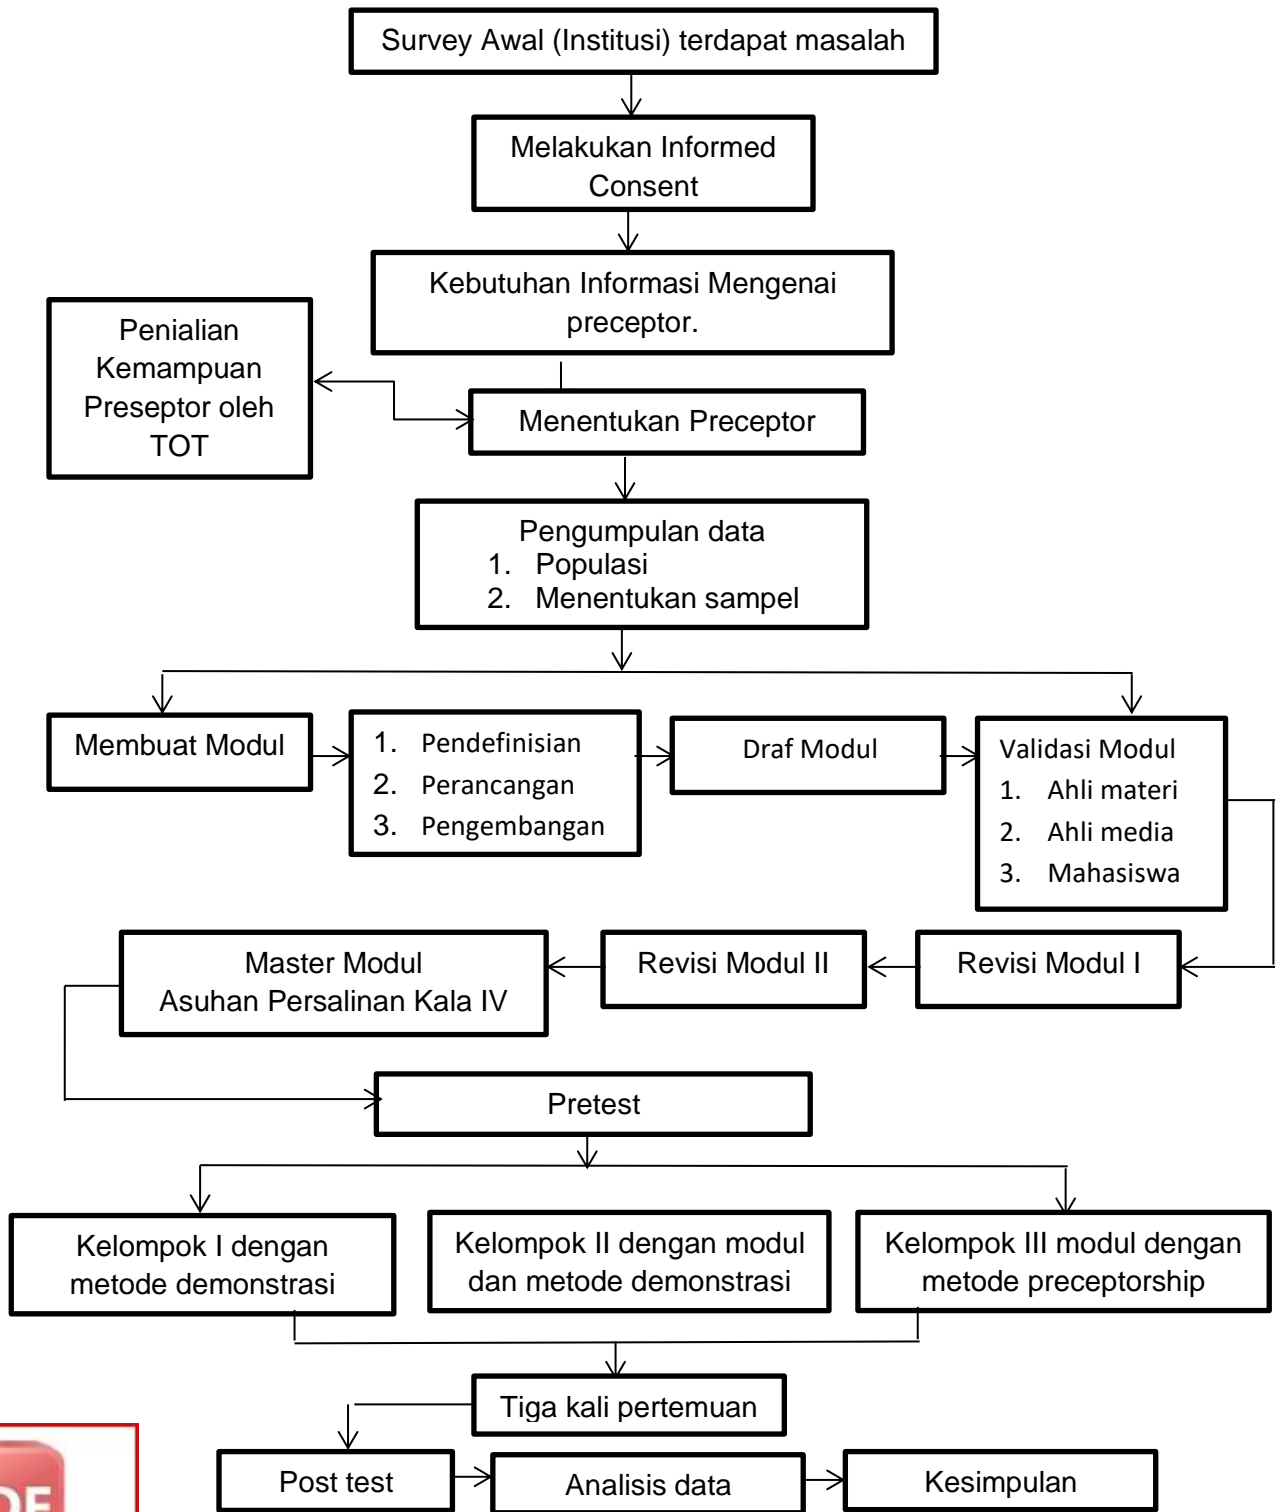 Survey Awal (Institusi) terdapat masalah
Melakukan Informed
Consent
Kebutuhan Informasi Mengenai
preceptor.
Penialian
Kemampuan
Preseptor oleh
TOT
Menentukan Preceptor
Pengumpulan data
1. Populasi
2. Menentukan sampel
Membuat Modul
1. Pendefinisian
2. Perancangan
3. Pengembangan
Draf Modul
Validasi Modul
1. Ahli materi
2. Ahli media
3. Mahasiswa
Master Modul
Asuhan Persalinan Kala IV
Revisi Modul II
Revisi Modul I
Pretest
Kelompok I dengan
metode demonstrasi
Kelompok II dengan modul
dan metode demonstrasi
Kelompok III modul dengan
metode preceptorship
Tiga kali pertemuan
Post test
Analisis data
Kesimpulan